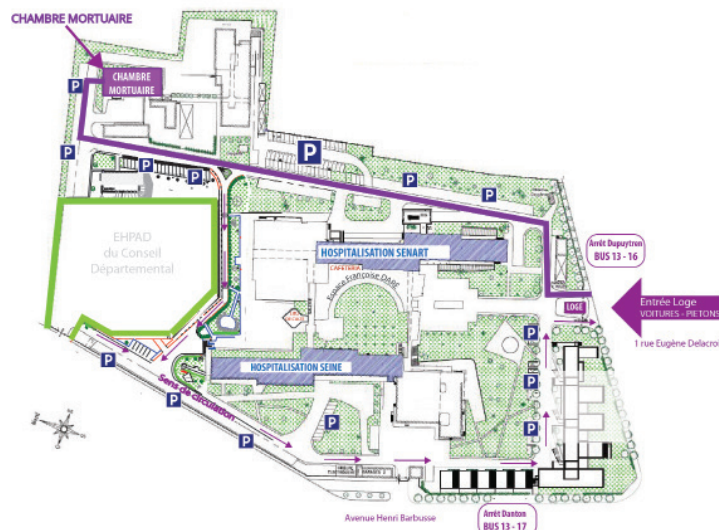 CHAMBRE MORTUAIRE
P
CHAMBRE
MORTUAIRE
P
P
P
P
P
P
P
EHPAD
du Conseil
Départemental
HOSPITALISATION SENART
CAFETERIA
Espace Françoise DARE
Arrêt Dupuytron
BUS 13 - 16
LOGE
Entrée Loge
VOITURES - PIETONS
1 rue Eugène Delacroi
P
P
HOSPITALISATION SEINE
P
Sens de circulation
P
P
P
P
Avenue Henri Barbusse
Arrêt Danton
BUS 13 - 17